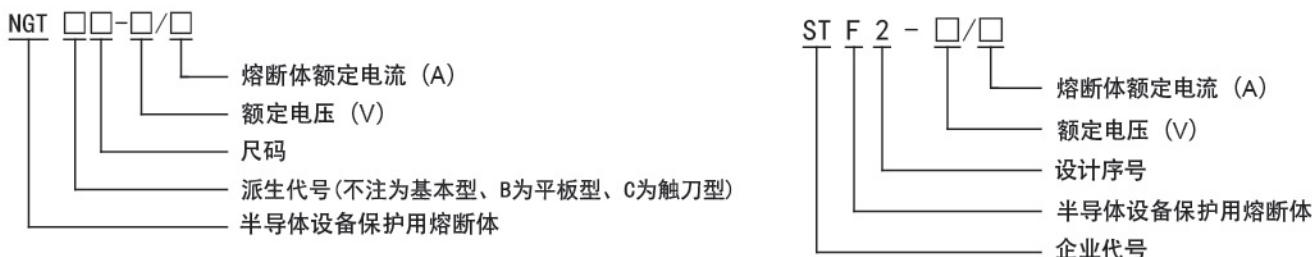 NGT □□-□/□
熔断体额定电流 (A)
额定电压 (V)
尺码
派生代号(不注为基本型、B为平板型、C为触刀型)
半导体设备保护用熔断体
ST F 2 - □/□
熔断体额定电流 (A)
额定电压 (V)
设计序号
半导体设备保护用熔断体
企业代号